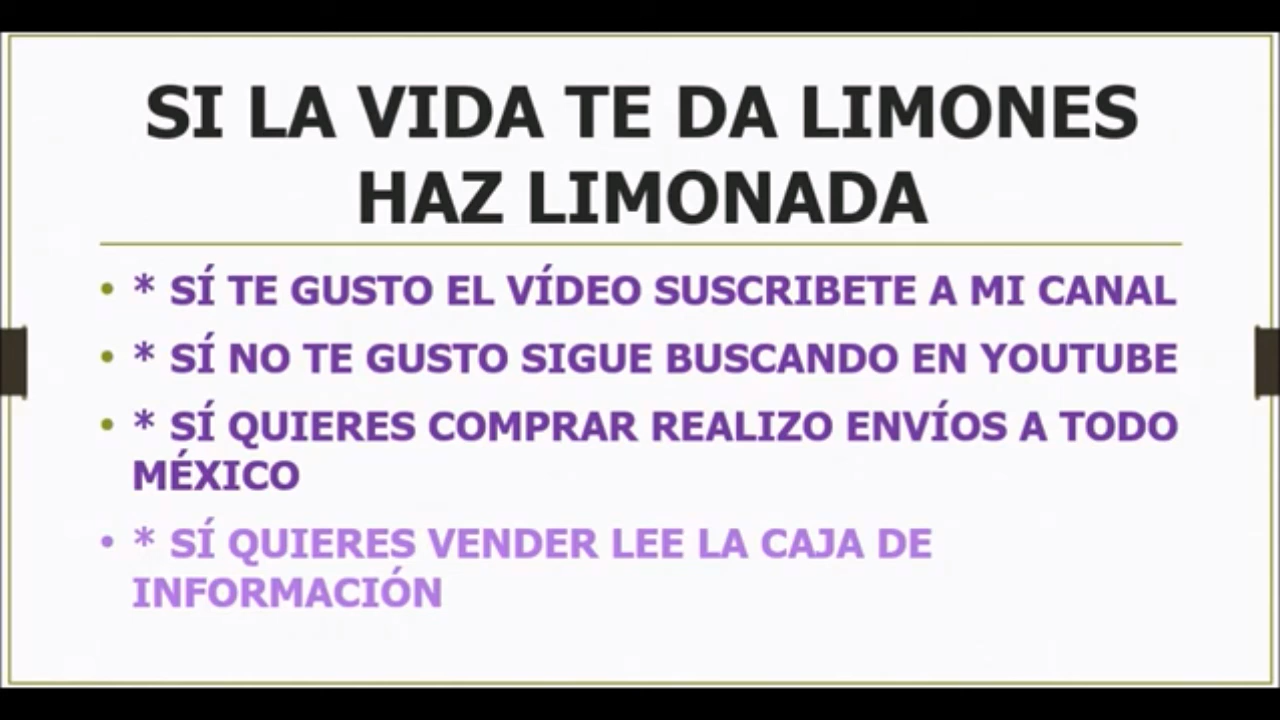 SI LA VIDA TE DA LIMONES
HAZ LIMONADA
• * SÍ TE GUSTO EL VÍDEO SUSCRIBETE A MI CANAL
• * SÍ NO TE GUSTO SIGUE BUSCANDO EN YOUTUBE
• * SÍ QUIERES COMPRAR REALIZO ENVÍOS A TODO
MÉXICO
• * SÍ QUIERES VENDER LEE LA CAJA DE
INFORMACIÓN